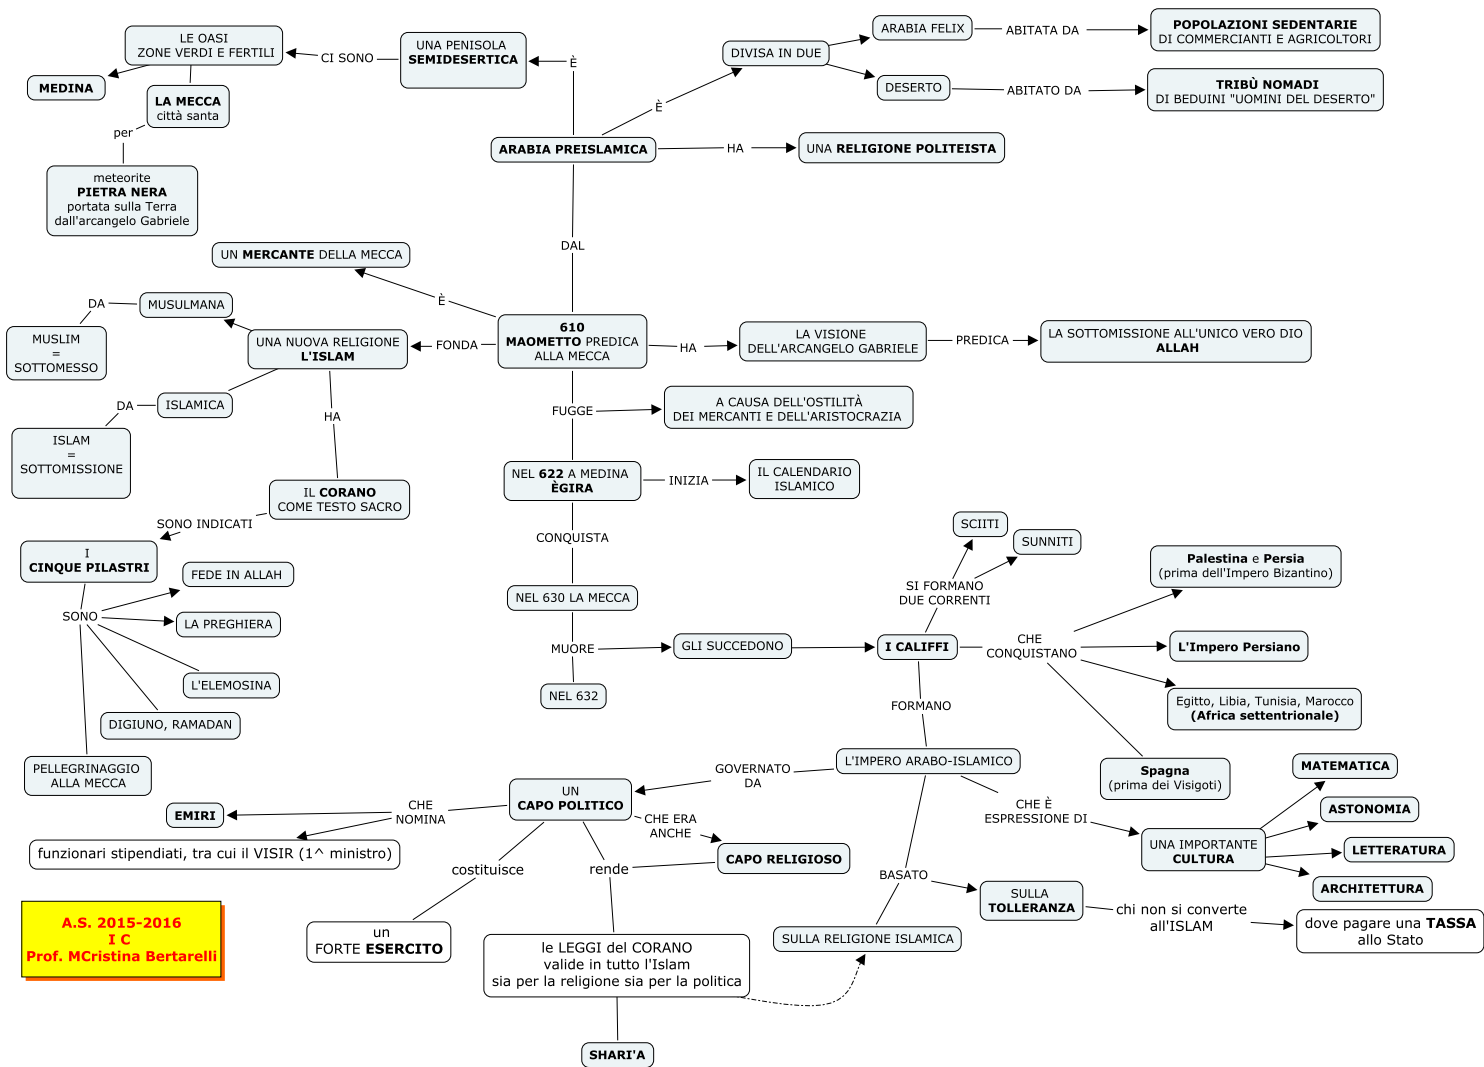 LE OASI
ZONE VERDI E FERTILI
CI SONO
UNA PENISOLA
SEMIDESERTICA
È
MEDINA
LA MECCA
città santa
per
meteorite
PIETRA NERA
portata sulla Terra
dall'arcangelo Gabriele
DIVISA IN DUE
È
ARABIA FELIX
ABITATA DA
POPOLAZIONI SEDENTARIE
DI COMMERCIANTI E AGRICOLTORI
DESERTO
ABITATO DA
TRIBÙ NOMADI
DI BEDUINI "UOMINI DEL DESERTO"
ARABIA PREISLAMICA
HA
UNA RELIGIONE POLITEISTA
DAL
UN MERCANTE DELLA MECCA
È
610
MAOMETTO PREDICA
ALLA MECCA
HA
LA VISIONE
DELL'ARCANGELO GABRIELE
PREDICA
LA SOTTOMISSIONE ALL'UNICO VERO DIO
ALLAH
FONDA
UNA NUOVA RELIGIONE
L'ISLAM
MUSULMANA
DA
MUSLIM
=
SOTTOMESSO
ISLAMICA
DA
ISLAM
=
SOTTOMISSIONE
HA
IL CORANO
COME TESTO SACRO
SONO INDICATI
I
CINQUE PILASTRI
SONO
FEDE IN ALLAH
LA PREGHIERA
L'ELEMOSINA
DIGIUNO, RAMADAN
PELLEGRINAGGIO
ALLA MECCA
FUGGE
A CAUSA DELL'OSTILITÀ
DEI MERCANTI E DELL'ARISTOCRAZIA
NEL 622 A MEDINA
ÈGIRA
INIZIA
IL CALENDARIO
ISLAMICO
CONQUISTA
NEL 630 LA MECCA
MUORE
NEL 632
GLI SUCCEDONO
I CALIFFI
SI FORMANO
DUE CORRENTI
SCIITI
SUNNITI
CHE
CONQUISTANO
Palestina e Persia
(prima dell'Impero Bizantino)
L'Impero Persiano
Egitto, Libia, Tunisia, Marocco
(Africa settentrionale)
Spagna
(prima dei Visigoti)
FORMANO
L'IMPERO ARABO-ISLAMICO
GOVERNATO
DA
UN
CAPO POLITICO
CHE
NOMINA
EMIRI
funzionari stipendiati, tra cui il VISIR (1^ ministro)
CHE ERA
ANCHE
CAPO RELIGIOSO
costituisce
un
FORTE ESERCITO
rende
le LEGGI del CORANO
valide in tutto l'Islam
sia per la religione sia per la politica
SHARI'A
BASATO
SULLA RELIGIONE ISLAMICA
SULLA
TOLLERANZA
chi non si converte
all'ISLAM
dove pagare una TASSA
allo Stato
CHE È
ESPRESSIONE DI
UNA IMPORTANTE
CULTURA
MATEMATICA
ASTONOMIA
LETTERATURA
ARCHITETTURA
A.S. 2015-2016
I C
Prof. MCristina Bertarelli